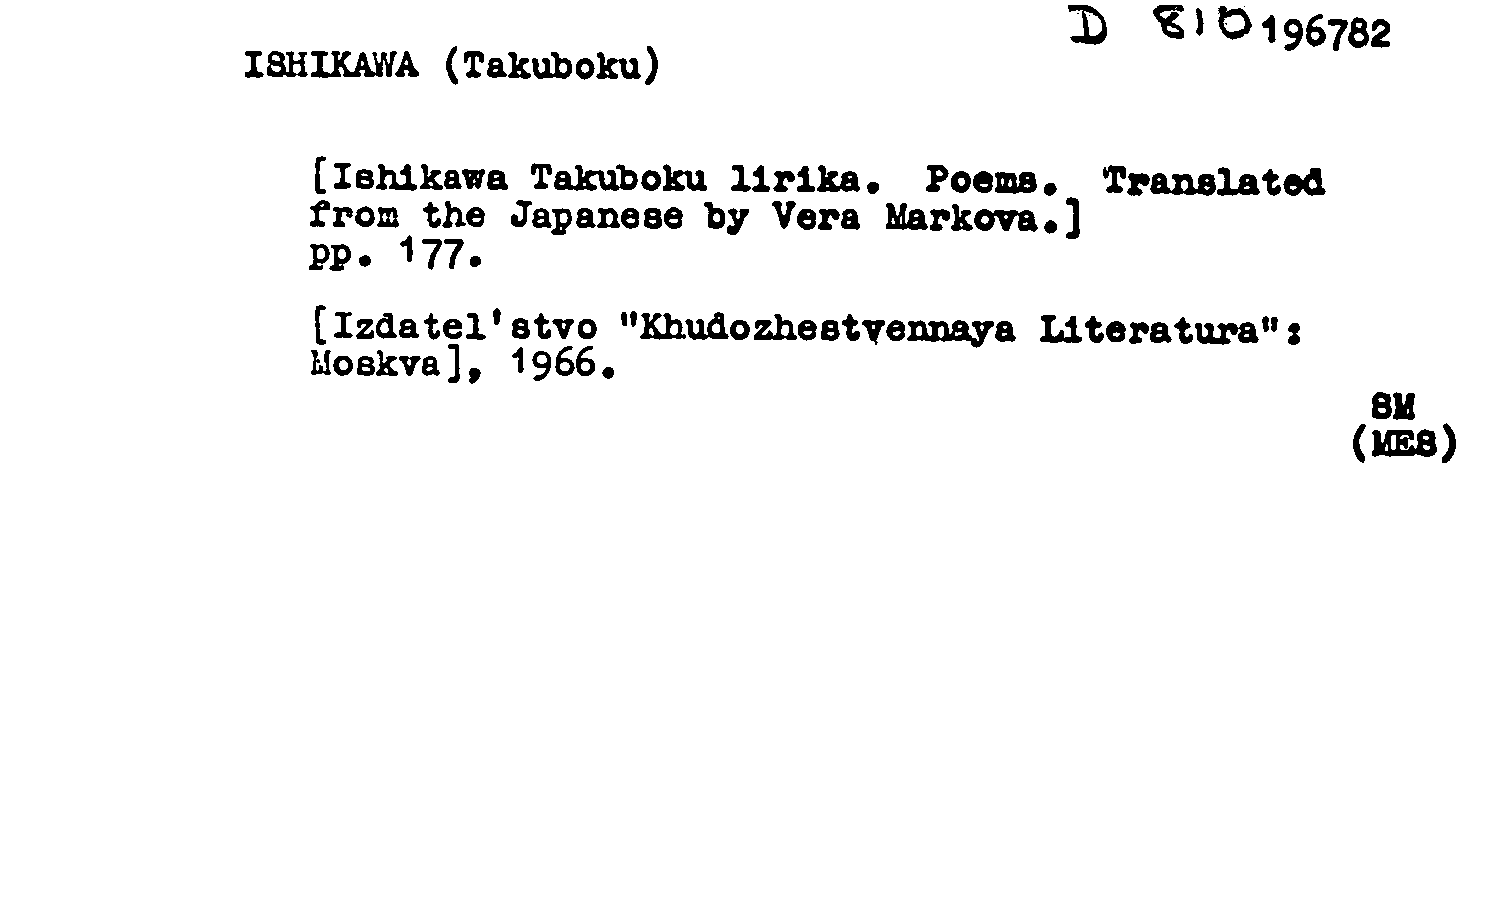 D 810 196782
ISHIKAWA (Takuboku)
[Ishikawa Takuboku lirika. Poems. Translated
from the Japanese by Vera Markova.]
pp. 177.
[Izdatel'stvo "Khudozhestvennaya Literatura":
Moskva], 1966.
SM
(MES)